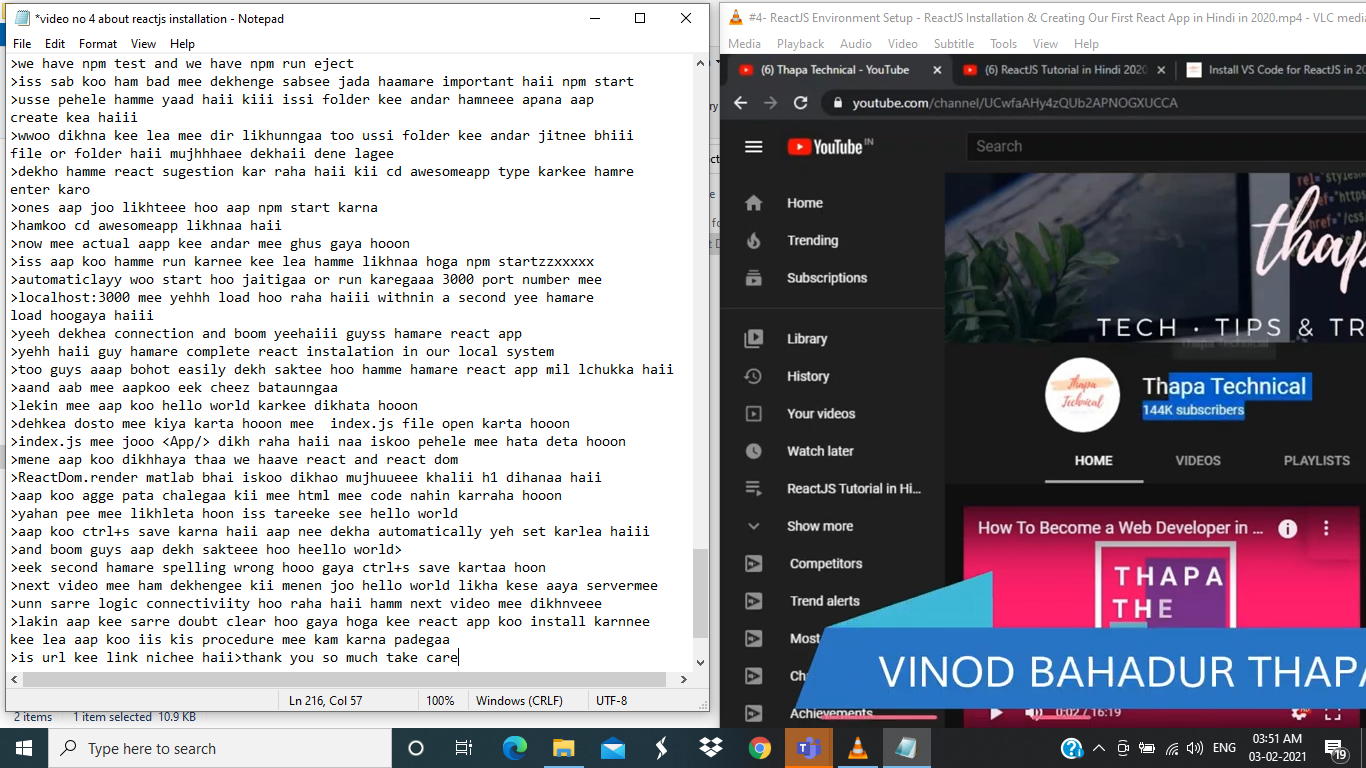 *video no 4 about reactjs installation - Notepad
File Edit Format View Help
>we have npm test and we have npm run eject
>iss sab koo ham bad mee dekhenge sabsee jada haamare important haii npm start
>usse pehele hamme yaad haii kiii issi folder kee andar hamneee apana aap
create kea haiii
>wwoo dikhna kee lea mee dir likhunngaa too ussi folder kee andar jitnee bhiii
file or folder haii mujhhhaee dekhaii dene lagee
>dekho hamme react sugestion kar raha haii kii cd awesomeapp type karkee hamre
enter karo
>ones aap joo likhteee hoo aap npm start karna
>hamkoo cd awesomeapp likhnaa haii
>now mee actual aapp kee andar mee ghus gaya hooon
>iss aap koo hamme run karnee kee lea hamme likhnaa hoga npm startzzxxxxx
>automaticlayy woo start hoo jaitigaa or run karegaaa 3000 port number mee
>localhost:3000 mee yehhh load hoo raha haiii withnin a second yee hamare
load hoogaya haiii
>yeeh dekhea connection and boom yeehaiii guyss hamare react app
>yehh haii guy hamare complete react instalation in our local system
>too guys aaap bohot easily dekh saktee hoo hamme hamare react app mil lchukka haii
>aand aab mee aapkoo eek cheez bataunngaa
>lekin mee aap koo hello world karkee dikhata hooon
>dehkea dosto mee kiya karta hooon mee  index.js file open karta hooon
>index.js mee jooo <App/> dikh raha haii naa iskoo pehele mee hata deta hooon
>mene aap koo dikhhaya thaa we haave react and react dom
>ReactDom.render matlab bhai iskoo dikhao mujhuueee khalii h1 dihanaa haii
>aap koo agge pata chalegaa kii mee html mee code nahin karraha hooon
>yahan pee mee likhleta hoon iss tareeke see hello world
>aap koo ctrl+s save karna haii aap nee dekha automatically yeh set karlea haiii
>and boom guys aap dekh sakteee hoo heello world>
>eek second hamare spelling wrong hooo gaya ctrl+s save kartaa hoon
>next video mee ham dekhengee kii menen joo hello world likha kese aaya servermee
>unn sarre logic connectiviity hoo raha haii hamm next video mee dikhnveee
>lakin aap kee sarre doubt clear hoo gaya hoga kee react app koo install karnnee
kee lea aap koo iis kis procedure mee kam karna padegaa
>is url kee link nichee haii>thank you so much take care
Ln 216, Col 57 100% Windows (CRLF) UTF-8
2 items 1 item selected 10.9 KB
#4- ReactJS Environment Setup - ReactJS Installation & Creating Our First React App in Hindi in 2020.mp4 - VLC media
Media Playback Audio Video Subtitle Tools View Help
(6) Thapa Technical - YouTube
(6) ReactJS Tutorial in Hindi 2020
Install VS Code for ReactJS in 20
youtube.com/channel/UCwfaAHy4zQUb2APNOGXUCCA
YouTube IN
Search
Home
Trending
Subscriptions
Library
History
Your videos
Watch later
ReactJS Tutorial in Hi...
Show more
Competitors
Trend alerts
Most
Ch
Achievements
thapa
TECH · TIPS & TR
Thapa Technical
Thapa Technical
144K subscribers
HOME VIDEOS PLAYLISTS
How To Become a Web Developer in ...
THAPA
THE
VINOD BAHADUR THAPA
0:02 / 16:19
Type here to search
ENG
03:51 AM
03-02-2021
19